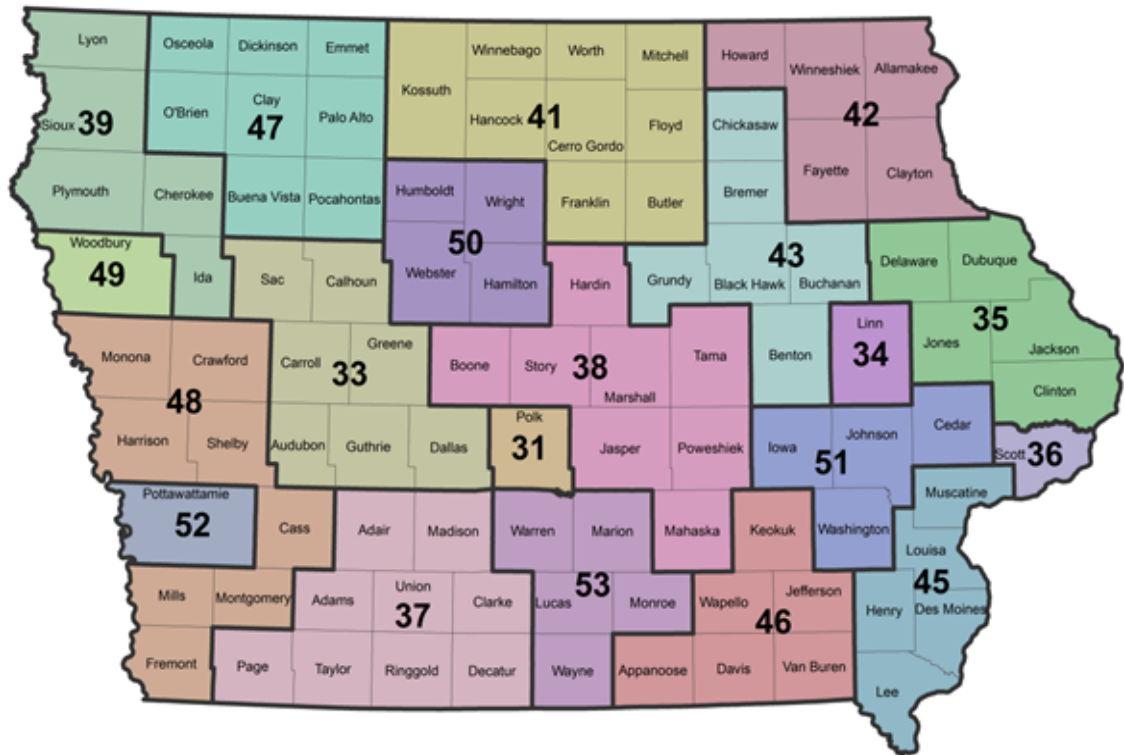 Lyon
Osceola
Dickinson
Emmet
Kossuth
Winnebago
Worth
Mitchell
Howard
Winneshiek
Allamakee
Sioux
39
O'Brien
Clay
47
Palo Alto
Hancock
41
Cerro Gordo
Floyd
Chickasaw
42
Plymouth
Cherokee
Buena Vista
Pocahontas
Humboldt
Wright
Franklin
Butler
Bremer
Fayette
Clayton
Woodbury
49
Ida
Sac
Calhoun
50
Webster
Hamilton
Hardin
Grundy
43
Black Hawk
Buchanan
Delaware
Dubuque
35
Monona
Crawford
48
Carroll
Greene
33
Boone
Story
38
Marshall
Tama
Benton
Linn
34
Jones
Jackson
Clinton
Harrison
Shelby
Audubon
Guthrie
Dallas
Polk
31
Jasper
Poweshiek
Iowa
Johnson
51
Cedar
Scott
36
Pottawattamie
52
Cass
Adair
Madison
Warren
Marion
Mahaska
Keokuk
Washington
Muscatine
Louisa
45
Mills
Montgomery
Adams
Union
37
Clarke
Lucas
53
Monroe
Wapello
Jefferson
46
Henry
Des Moines
Fremont
Page
Taylor
Ringgold
Decatur
Wayne
Appanoose
Davis
Van Buren
Lee